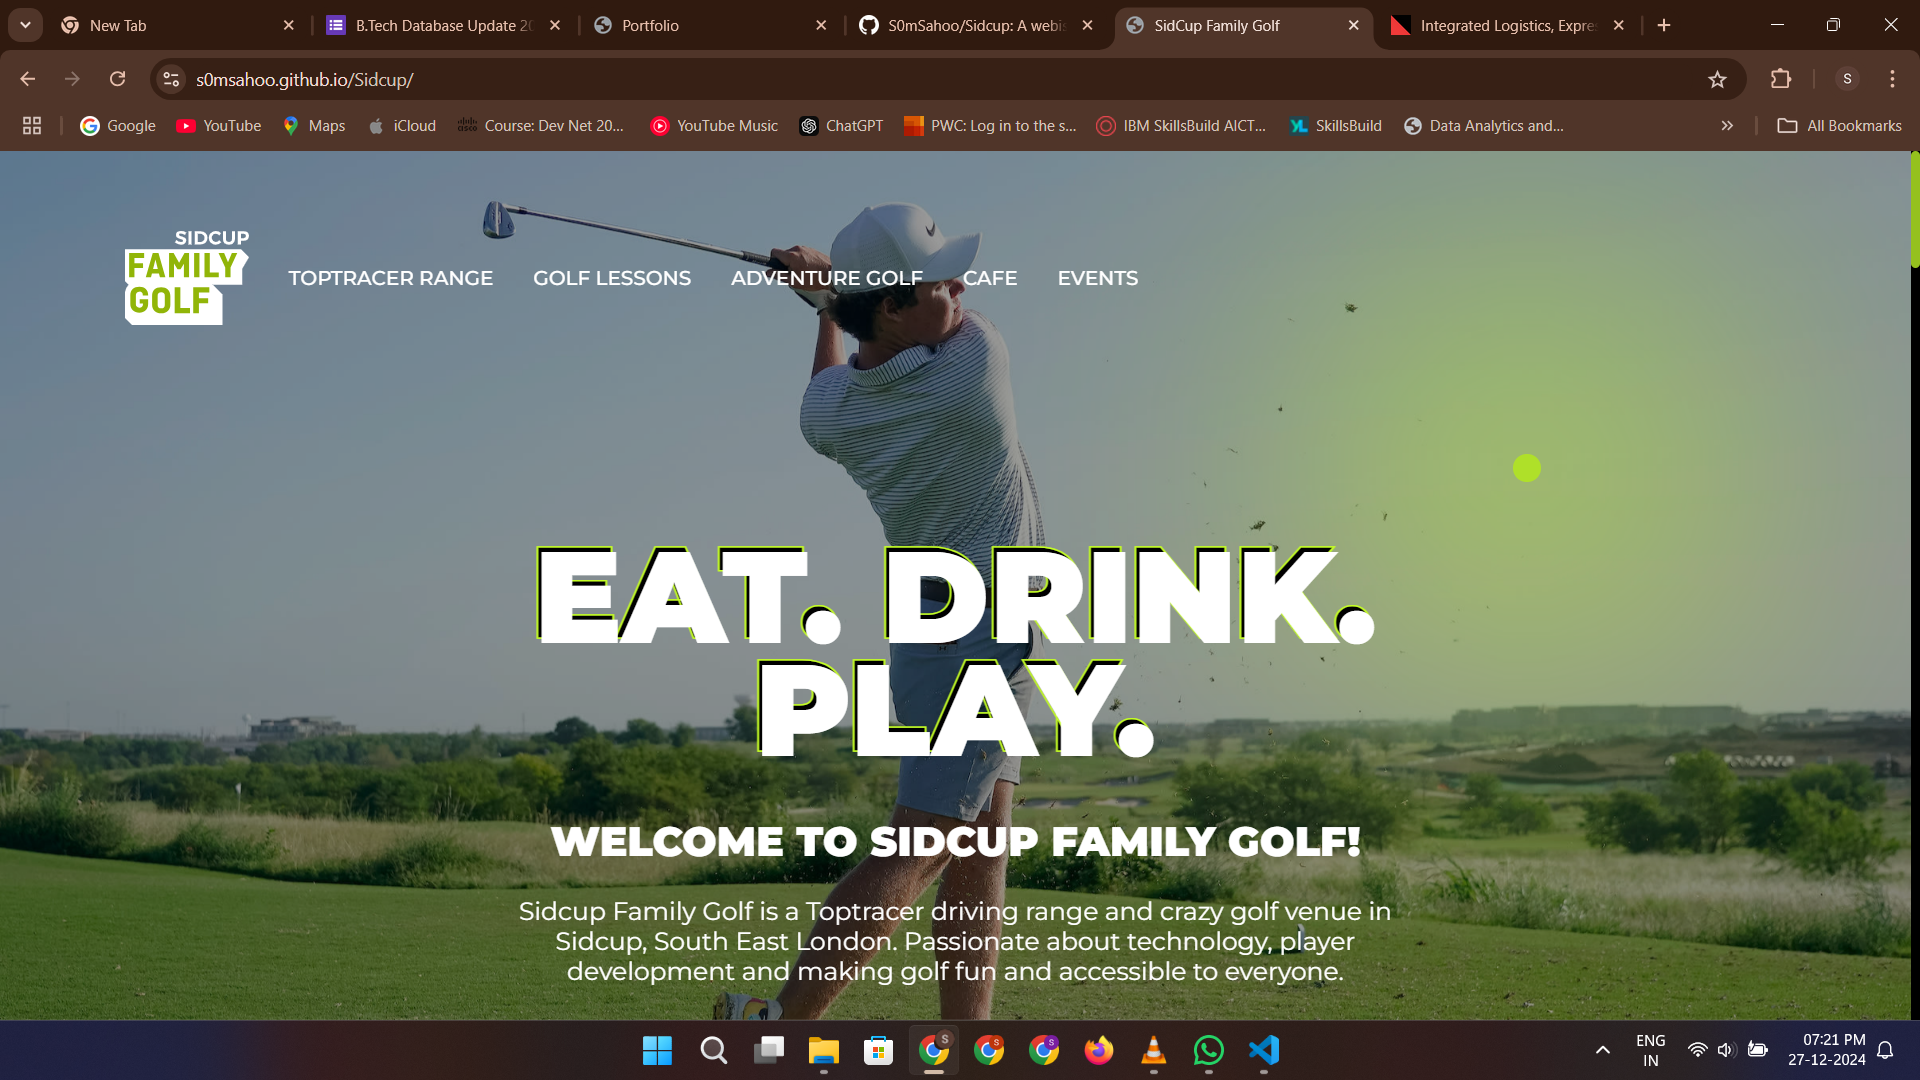 New Tab
B.Tech Database Update 20
Portfolio
S0mSahoo/Sidcup: A webis
SidCup Family Golf
Integrated Logistics, Expres
s0msahoo.github.io/Sidcup/
S
Google
YouTube
Maps
iCloud
Course: Dev Net 20...
YouTube Music
ChatGPT
PWC: Log in to the s...
IBM SkillsBuild AICT...
SkillsBuild
Data Analytics and...
All Bookmarks
SIDCUP
FAMILY
GOLF
TOPTRACER RANGE
GOLF LESSONS
ADVENTURE GOLF
CAFE
EVENTS
EAT. DRINK.
PLAY.
WELCOME TO SIDCUP FAMILY GOLF!
Sidcup Family Golf is a Toptracer driving range and crazy golf venue in
Sidcup, South East London. Passionate about technology, player
development and making golf fun and accessible to everyone.
ENG
IN
07:21 PM
27-12-2024